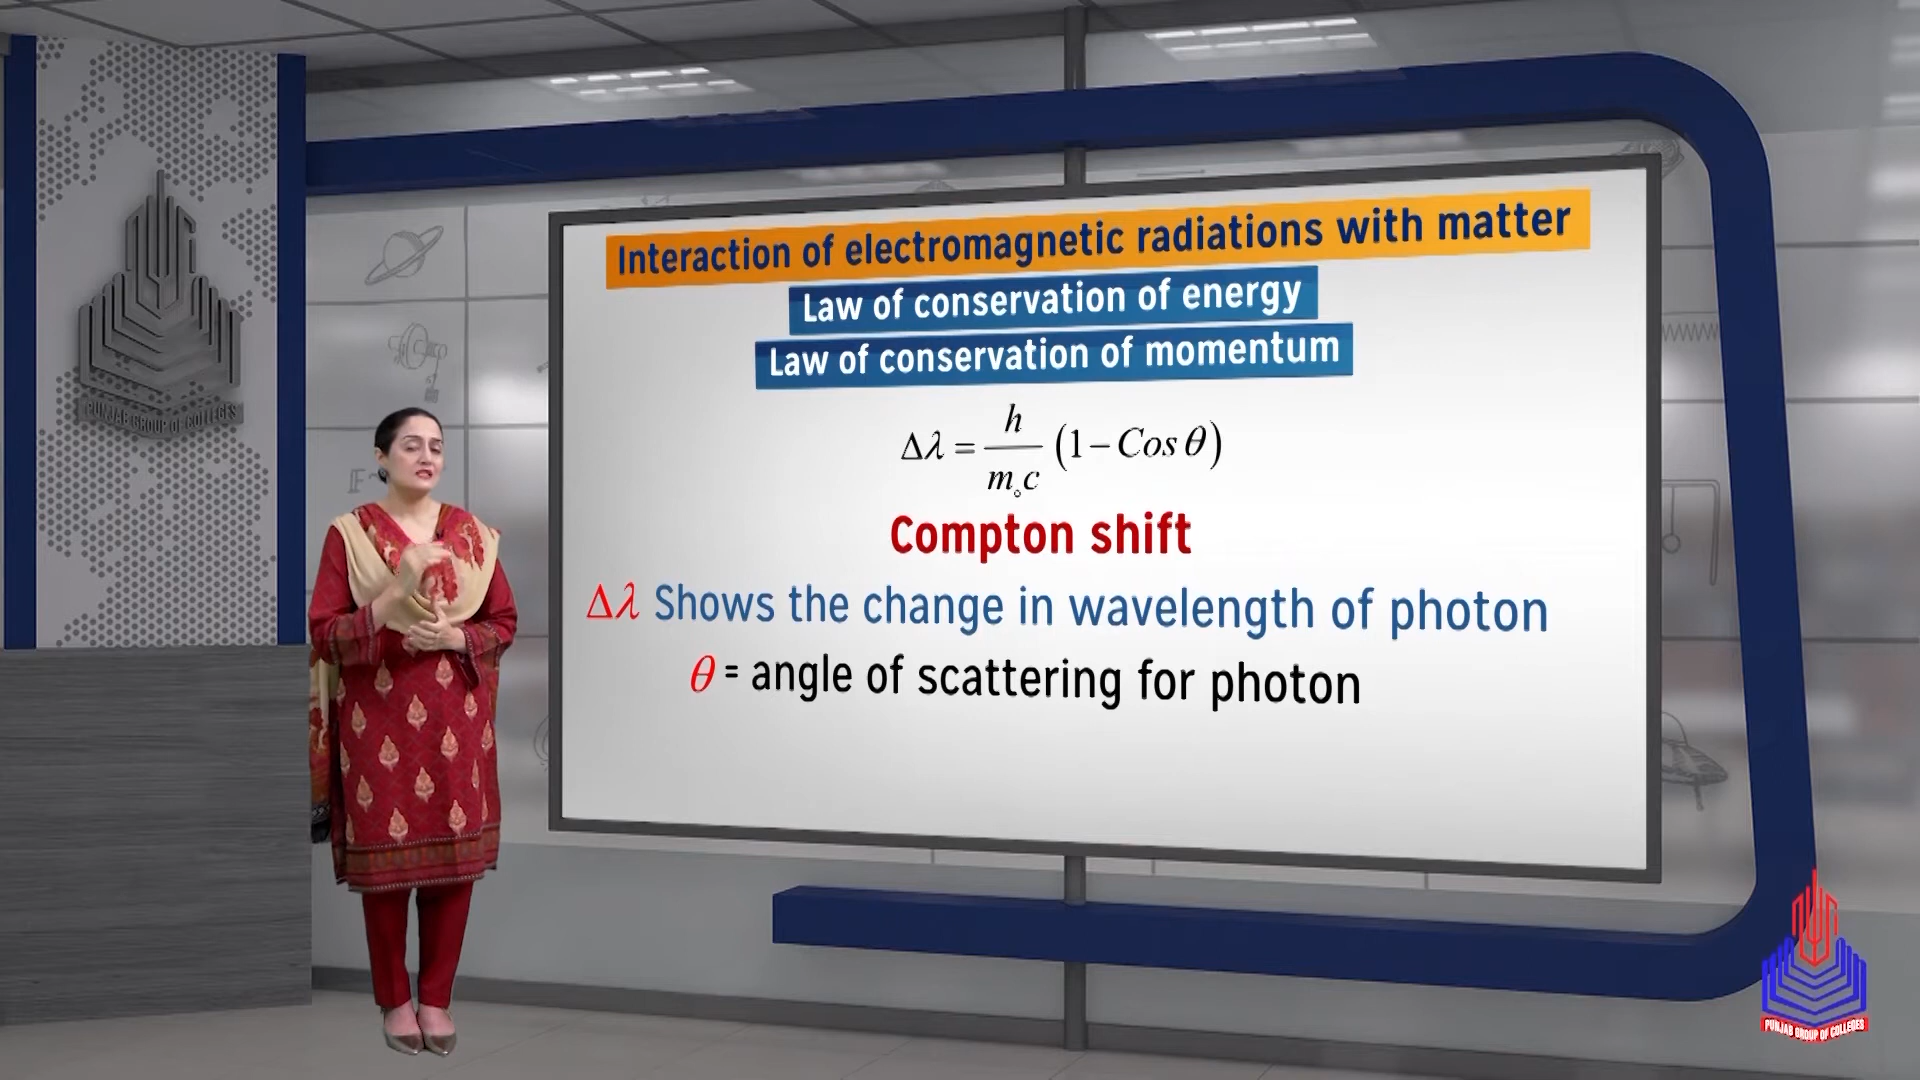 Interaction of electromagnetic radiations with matter
Law of conservation of energy
Law of conservation of momentum
Δλ = h/m∘c (1 − Cos θ)
Compton shift
Δλ Shows the change in wavelength of photon
θ = angle of scattering for photon
PUNJAB GROUP OF COLLEGES
PUNJAB GROUP OF COLLEGES